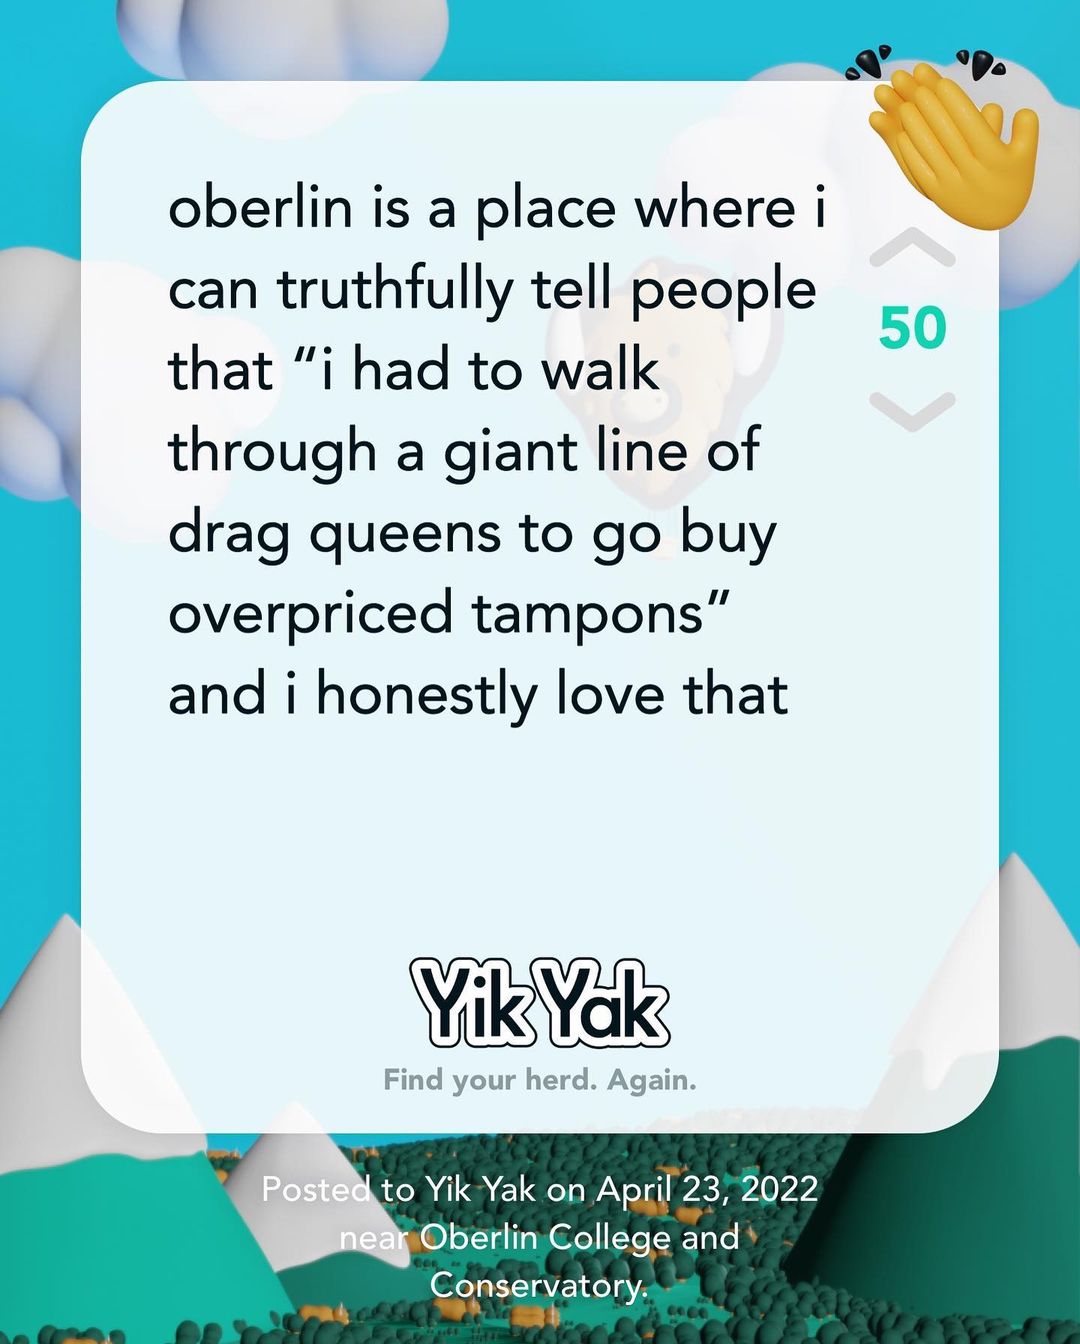 oberlin is a place where i
can truthfully tell people
that “i had to walk
through a giant line of
drag queens to go buy
overpriced tampons”
and i honestly love that
50
Yik Yak
Find your herd. Again.
Posted to Yik Yak on April 23, 2022
near Oberlin College and
Conservatory.